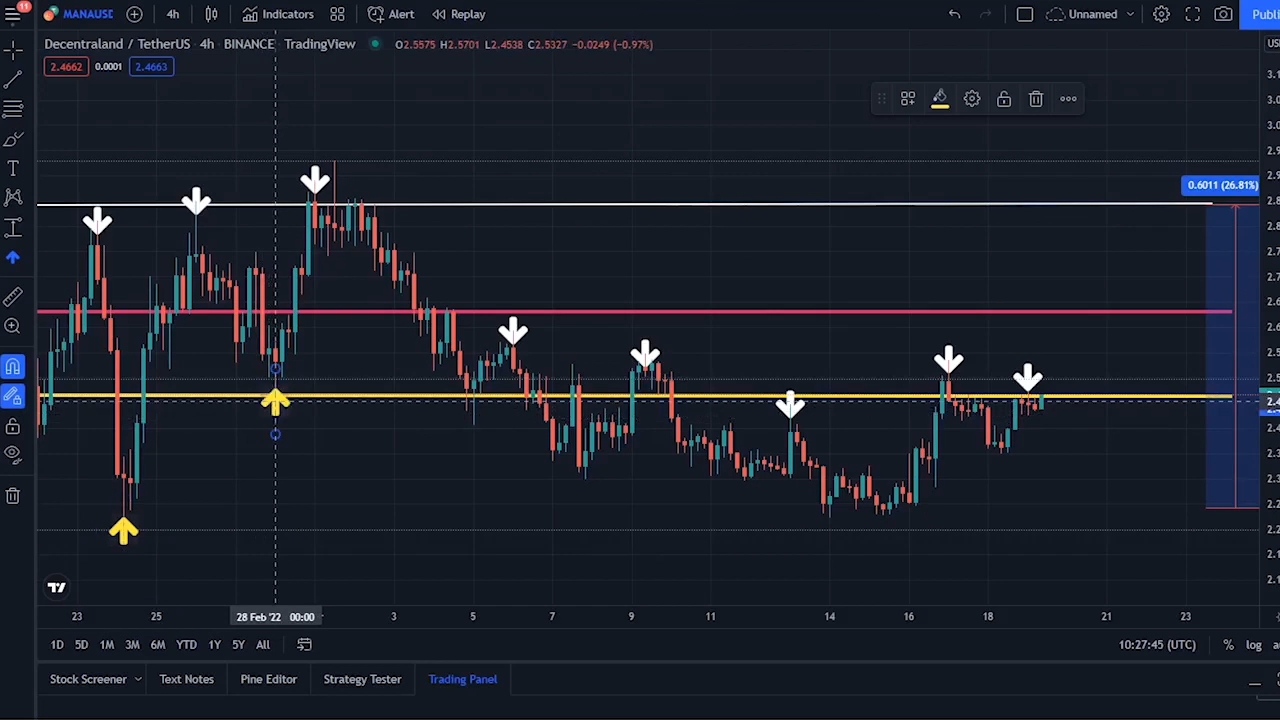 11 MANAUSD 4h Indicators Alert Replay Unnamed Publi
Decentraland / TetherUS 4h BINANCE TradingView O2.5575 H2.5701 L2.4538 C2.5327 −0.0249 (−0.97%)
2.4662 0.0001 2.4663
0.6011 (26.81%)
23 25 28 Feb '22 00:00 3 5 7 9 11 14 16 18 21 23
1D 5D 1M 3M 6M YTD 1Y 5Y All 10:27:45 (UTC) % log
Stock Screener Text Notes Pine Editor Strategy Tester Trading Panel